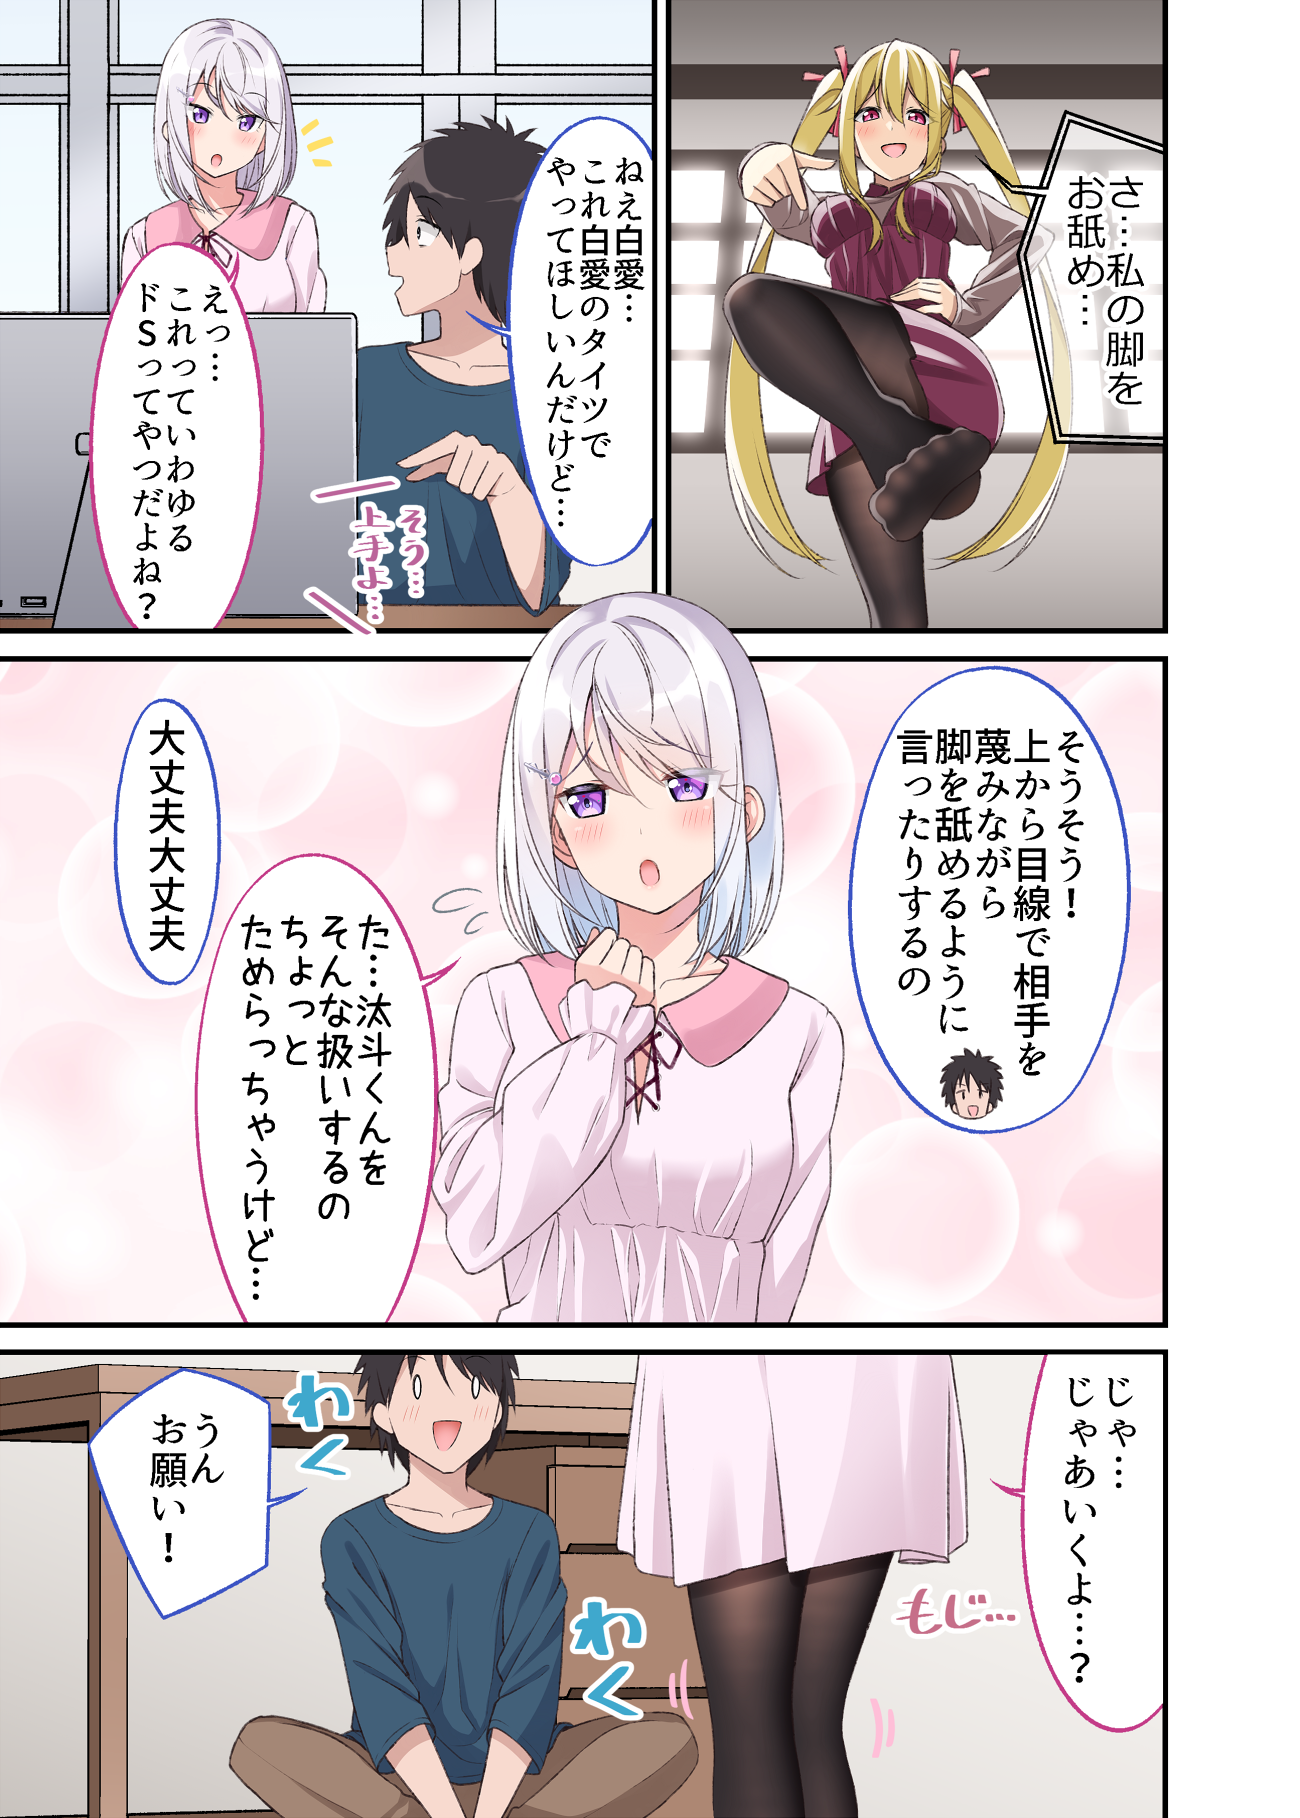 さ…私の脚を
お舐め…
ねえ白愛…
これ白愛のタイツで
やってほしいんだけど…
えっ…
これっていわゆる
ドSってやつだよね？
そう…
上手よ…
そうそう！
上から目線で相手を
蔑みながら
脚を舐めるように
言ったりするの
た…汰斗くんを
そんな扱いするの
ちょっと
ためらっちゃうけど…
大丈夫大丈夫
じゃ…
じゃあいくよ…？
もじ…
わく
わく
うん
お願い！